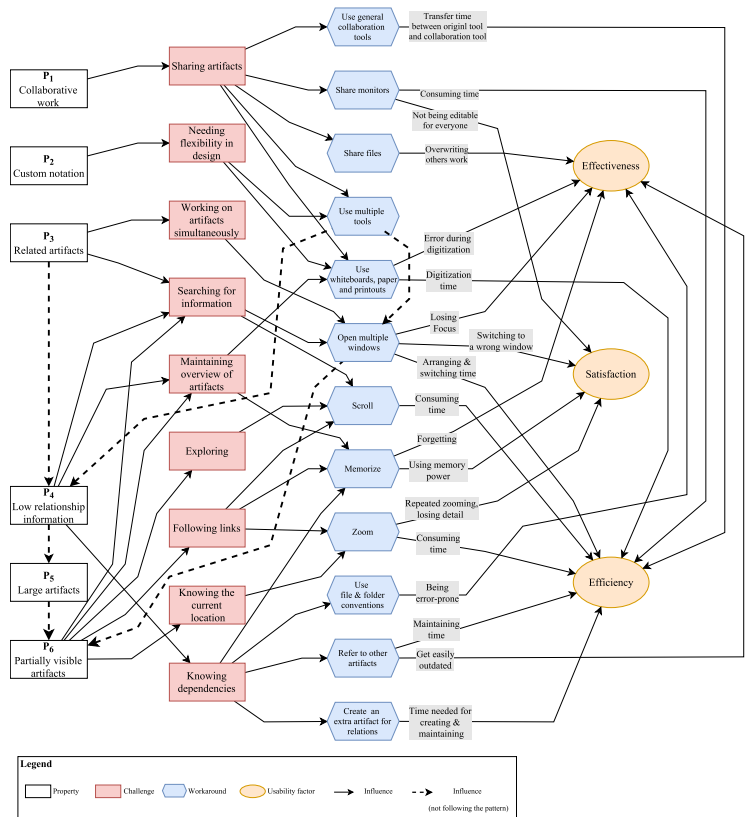 P1
Collaborative
work
P2
Custom notation
P3
Related artifacts
P4
Low relationship
information
P5
Large artifacts
P6
Partially visible
artifacts
Sharing artifacts
Needing
flexibility in
design
Working on
artifacts
simultaneously
Searching for
information
Maintaining
overview of
artifacts
Exploring
Following links
Knowing the
current
location
Knowing
dependencies
Use general
collaboration
tools
Share monitors
Share files
Use multiple
tools
Use
whiteboards, paper
and printouts
Open multiple
windows
Scroll
Memorize
Zoom
Use
file & folder
conventions
Refer to other
artifacts
Create an
extra artifact for
relations
Transfer time
between originl tool
and collaboration tool
Consuming time
Not being editable
for everyone
Overwriting
others work
Error during
digitization
Digitization
time
Losing
Focus
Switching to
a wrong window
Arranging &
switching time
Consuming
time
Forgetting
Using memory
power
Repeated zooming,
losing detail
Consuming
time
Being
error-prone
Maintaining
time
Get easily
outdated
Time needed for
creating &
maintaining
Effectiveness
Satisfaction
Efficiency
Legend
Property
Challenge
Workaround
Usability factor
Influence
Influence
(not following the pattern)